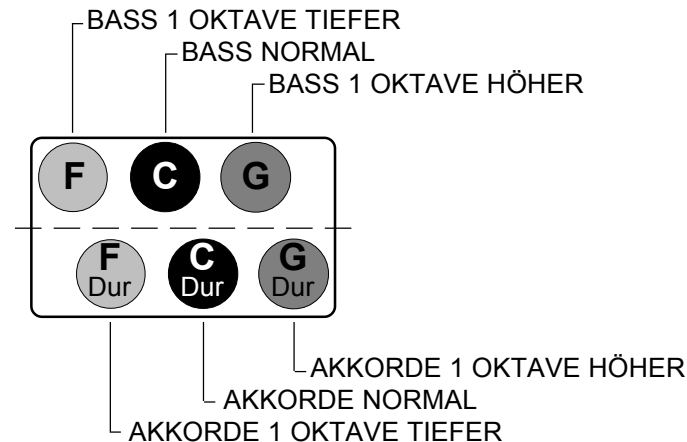 BASS 1 OKTAVE TIEFER
BASS NORMAL
BASS 1 OKTAVE HÖHER
F C G
F C G
Dur Dur Dur
AKKORDE 1 OKTAVE HÖHER
AKKORDE NORMAL
AKKORDE 1 OKTAVE TIEFER